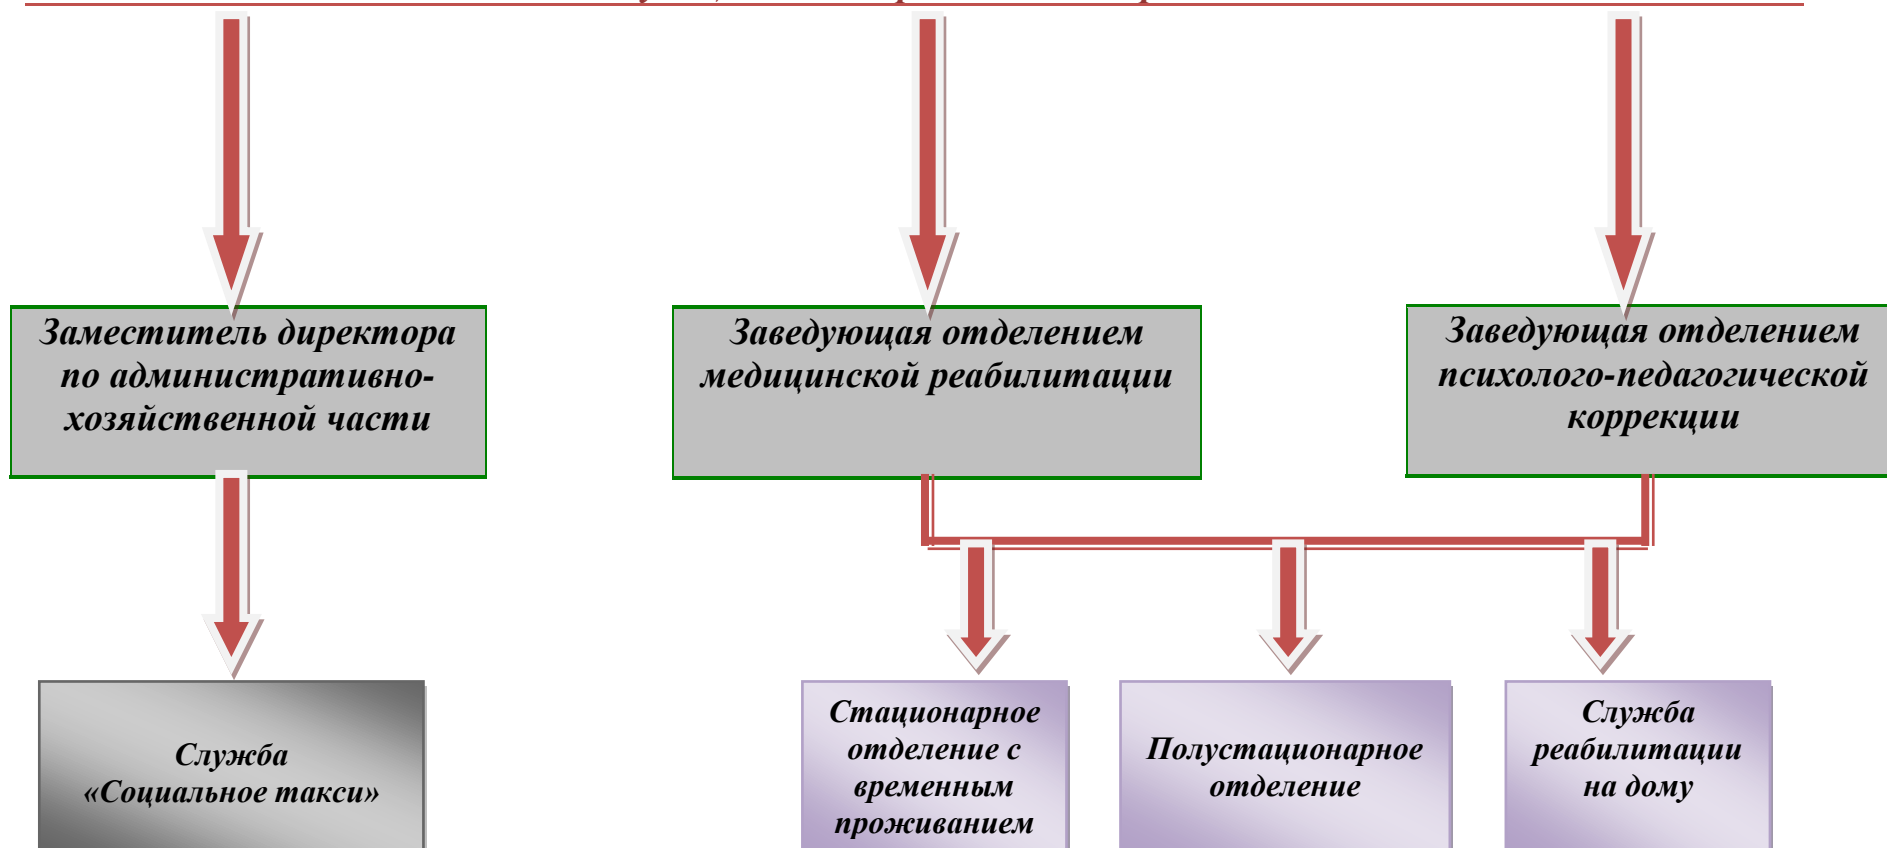 Заместитель директора
по административно-
хозяйственной части
Заведующая отделением
медицинской реабилитации
Заведующая отделением
психолого-педагогической
коррекции
Служба
«Социальное такси»
Стационарное
отделение с
временным
проживанием
Полустационарное
отделение
Служба
реабилитации
на дому